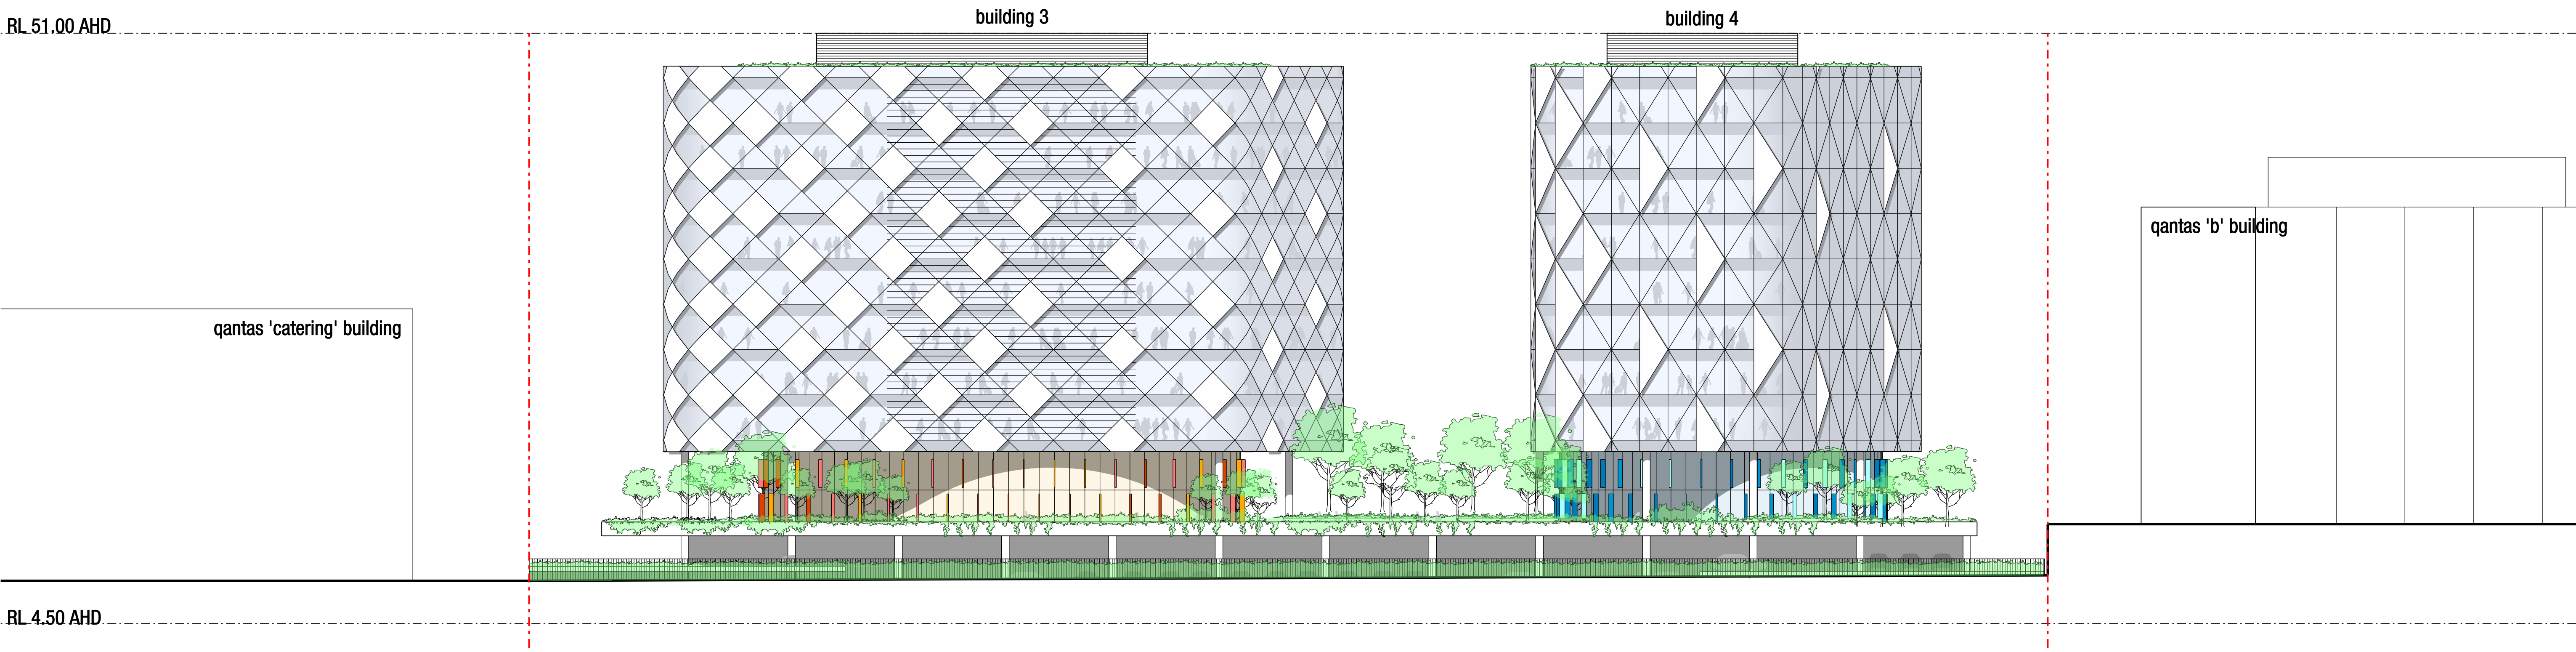 building 3
building 4
RL 51.00 AHD
qantas 'b' building
qantas 'catering' building
RL 4.50 AHD